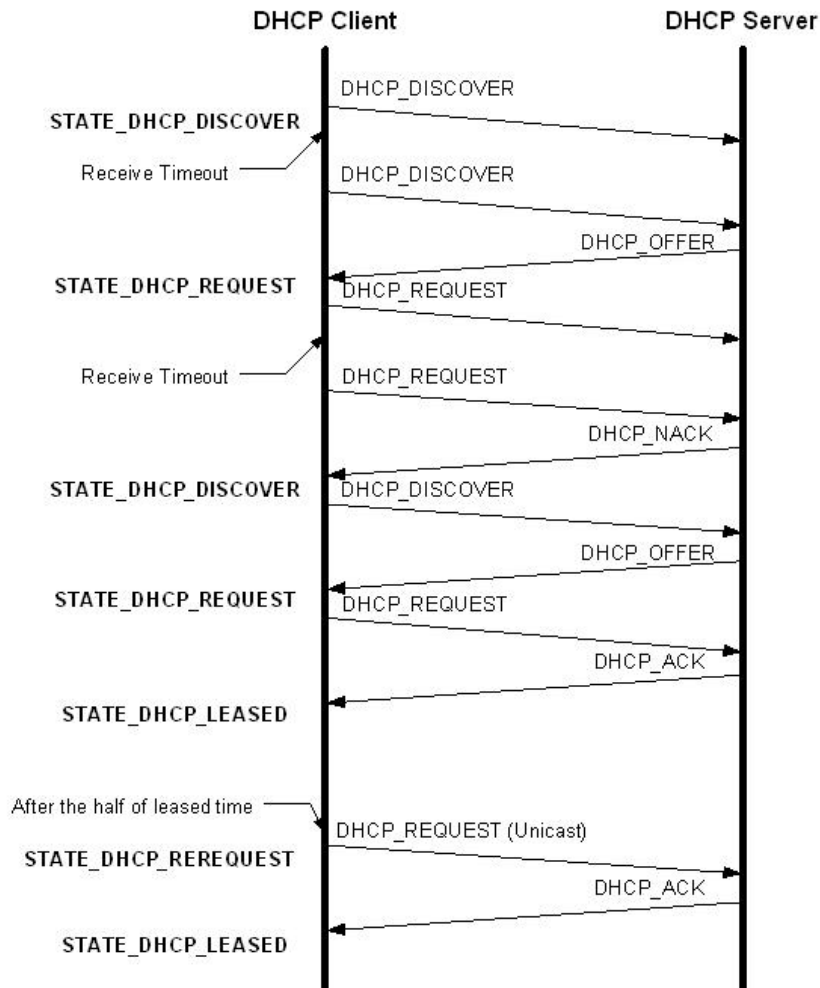 DHCP Client
DHCP Server
DHCP_DISCOVER
STATE_DHCP_DISCOVER
Receive Timeout
DHCP_DISCOVER
DHCP_OFFER
STATE_DHCP_REQUEST
DHCP_REQUEST
Receive Timeout
DHCP_REQUEST
DHCP_NACK
STATE_DHCP_DISCOVER
DHCP_DISCOVER
DHCP_OFFER
STATE_DHCP_REQUEST
DHCP_REQUEST
DHCP_ACK
STATE_DHCP_LEASED
After the half of leased time
DHCP_REQUEST (Unicast)
STATE_DHCP_REREQUEST
DHCP_ACK
STATE_DHCP_LEASED